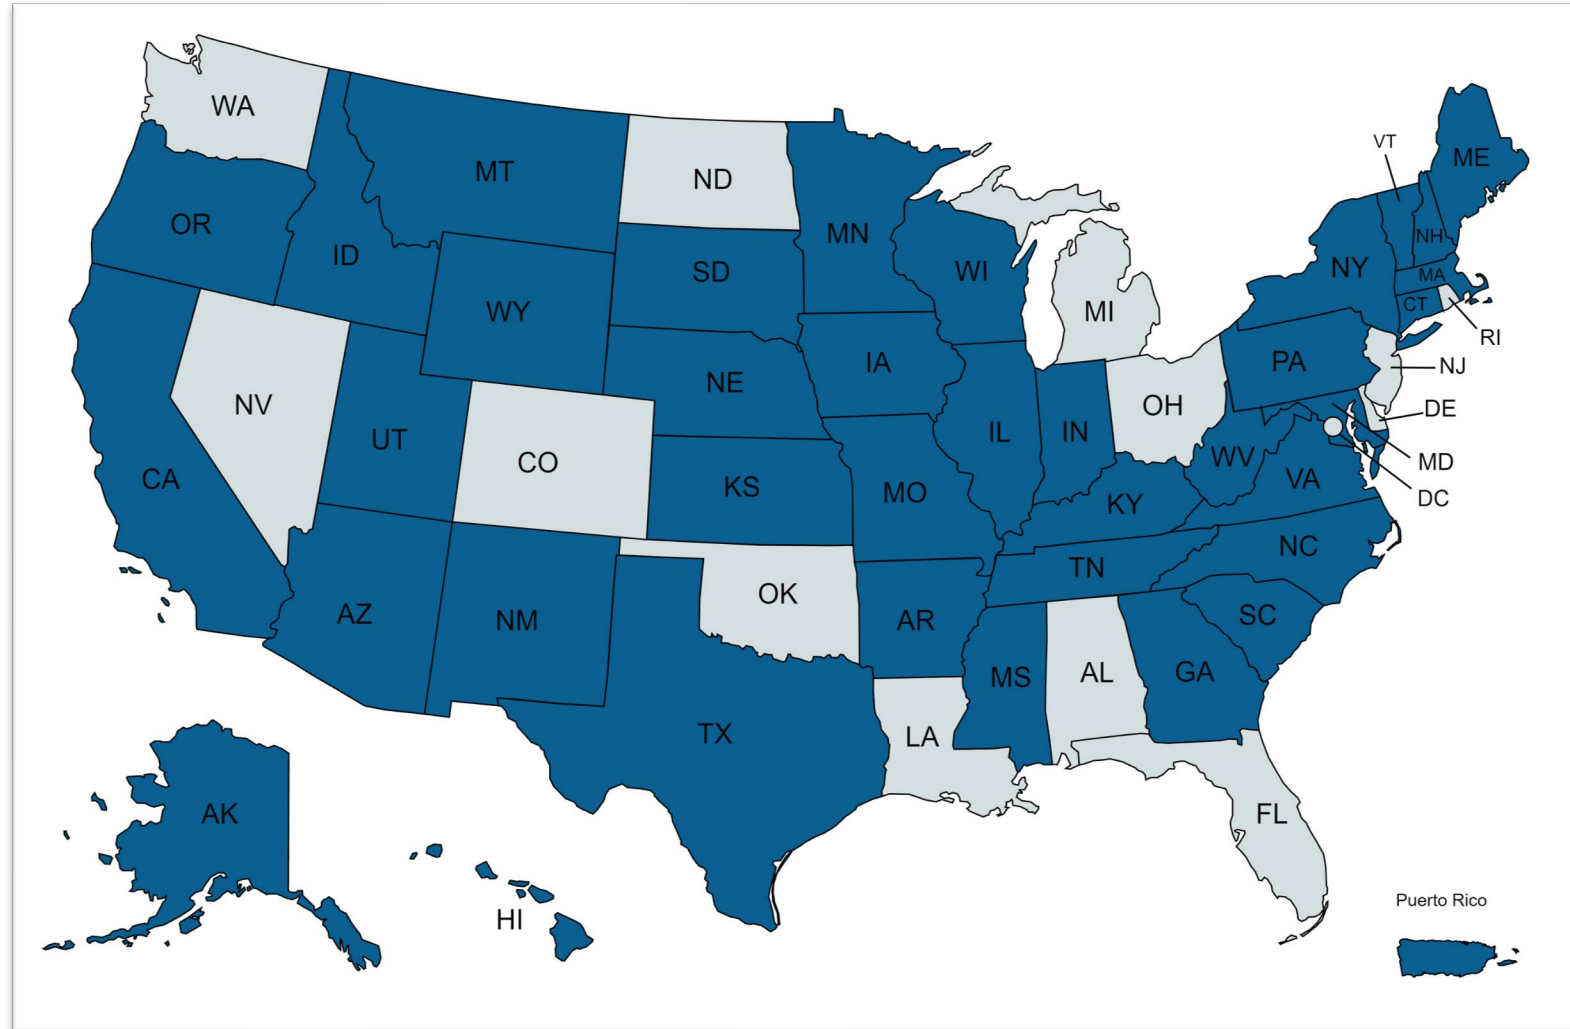 WA
MT
ND
VT
ME
OR
ID
MN
NH
SD
WI
NY
MA
WY
MI
CT
RI
IA
PA
NJ
NE
NV
OH
DE
UT
IL
IN
CO
WV
MD
CA
KS
MO
VA
DC
KY
NC
TN
OK
AZ
NM
AR
SC
MS
AL
GA
TX
LA
AK
FL
HI
Puerto Rico